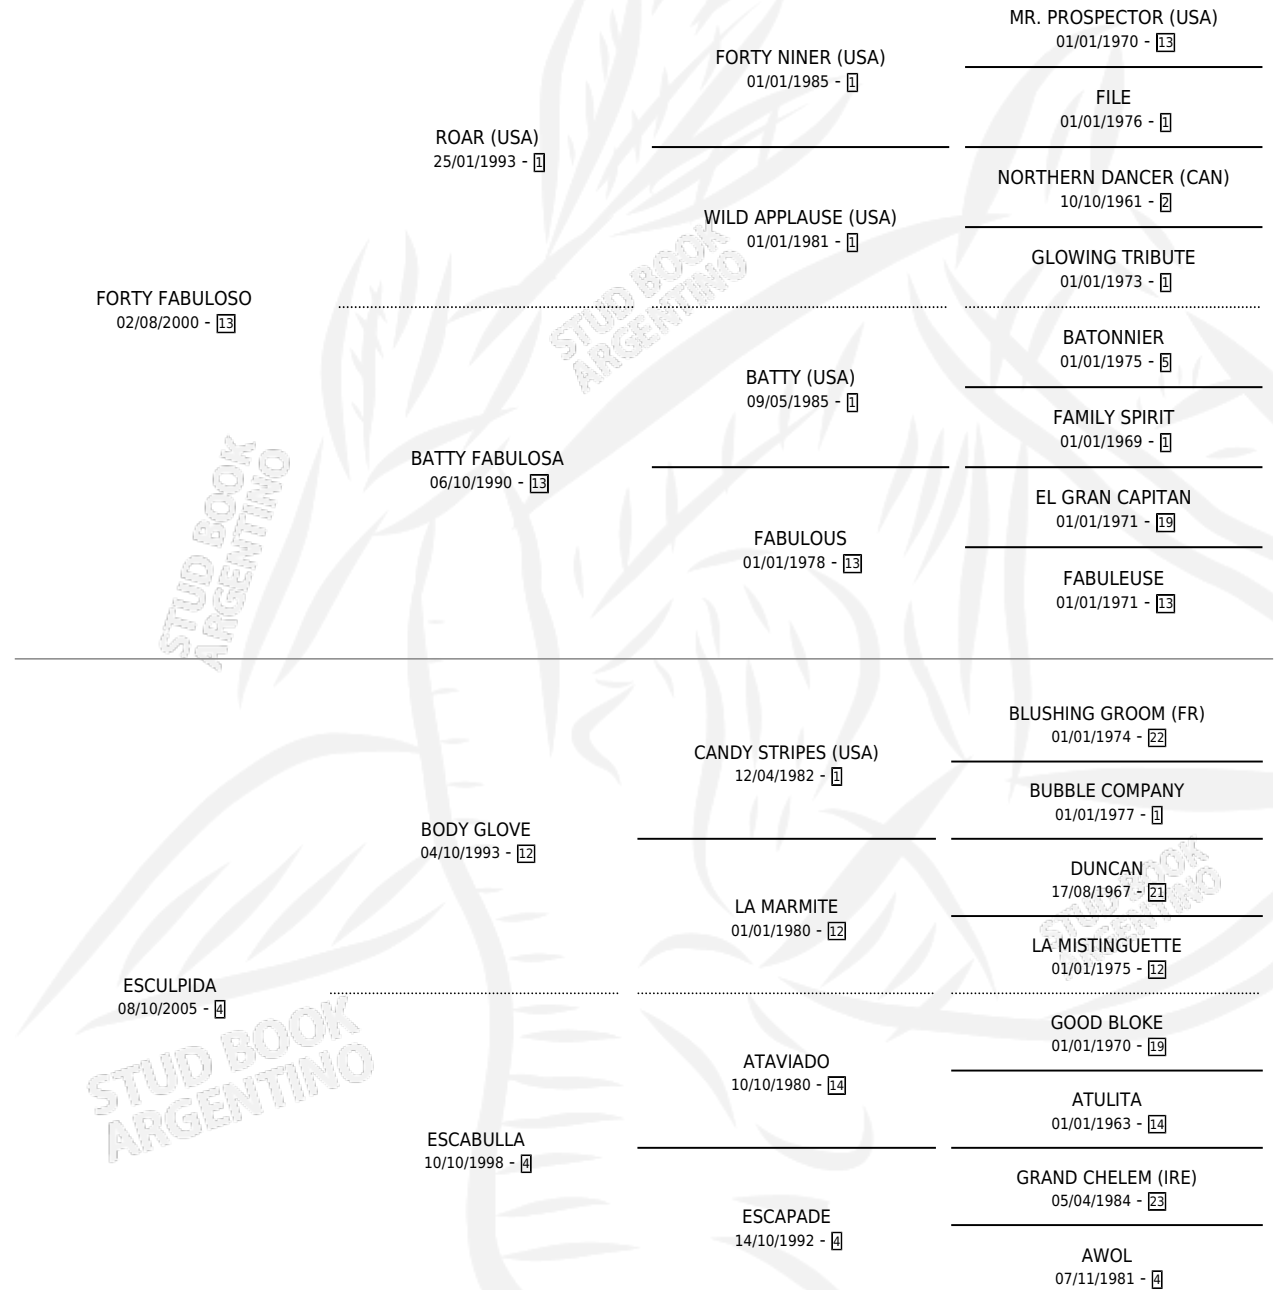 MR. PROSPECTOR (USA)
01/01/1970 - 13
FORTY NINER (USA)
01/01/1985 - 1
FILE
01/01/1976 - 1
ROAR (USA)
25/01/1993 - 1
NORTHERN DANCER (CAN)
10/10/1961 - 2
WILD APPLAUSE (USA)
01/01/1981 - 1
GLOWING TRIBUTE
01/01/1973 - 1
FORTY FABULOSO
02/08/2000 - 13
STUD BOOK
ARGENTINO
BATONNIER
01/01/1975 - 5
BATTY (USA)
09/05/1985 - 1
FAMILY SPIRIT
01/01/1969 - 1
BATTY FABULOSA
06/10/1990 - 13
EL GRAN CAPITAN
01/01/1971 - 19
FABULOUS
01/01/1978 - 13
FABULEUSE
01/01/1971 - 13
STUD BOOK
ARGENTINO
BLUSHING GROOM (FR)
01/01/1974 - 22
CANDY STRIPES (USA)
12/04/1982 - 1
BUBBLE COMPANY
01/01/1977 - 1
BODY GLOVE
04/10/1993 - 12
DUNCAN
17/08/1967 - 21
LA MARMITE
01/01/1980 - 12
LA MISTINGUETTE
01/01/1975 - 12
STUD BOOK
ARGENTINO
ESCULPIDA
08/10/2005 - 4
GOOD BLOKE
01/01/1970 - 19
ATAVIADO
10/10/1980 - 14
ATULITA
01/01/1963 - 14
STUD BOOK
ARGENTINO
ESCABULLA
10/10/1998 - 4
GRAND CHELEM (IRE)
05/04/1984 - 23
ESCAPADE
14/10/1992 - 4
AWOL
07/11/1981 - 4